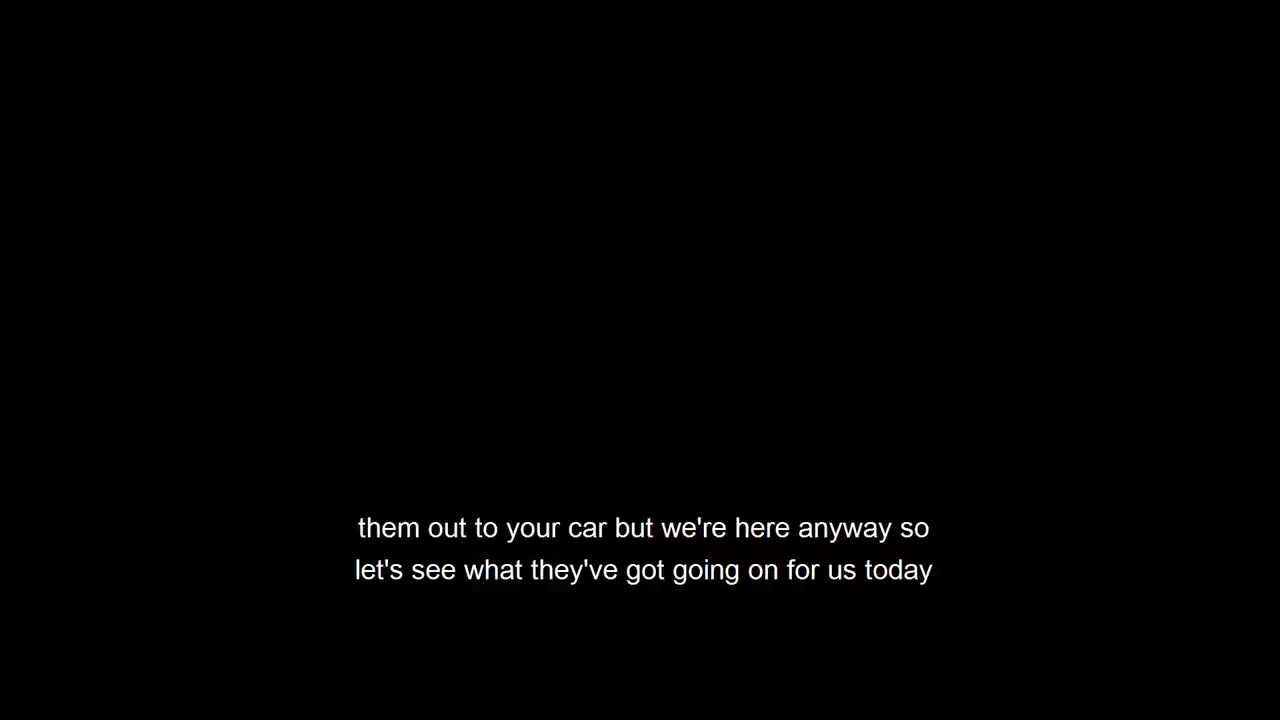 them out to your car but we're here anyway so
let's see what they've got going on for us today